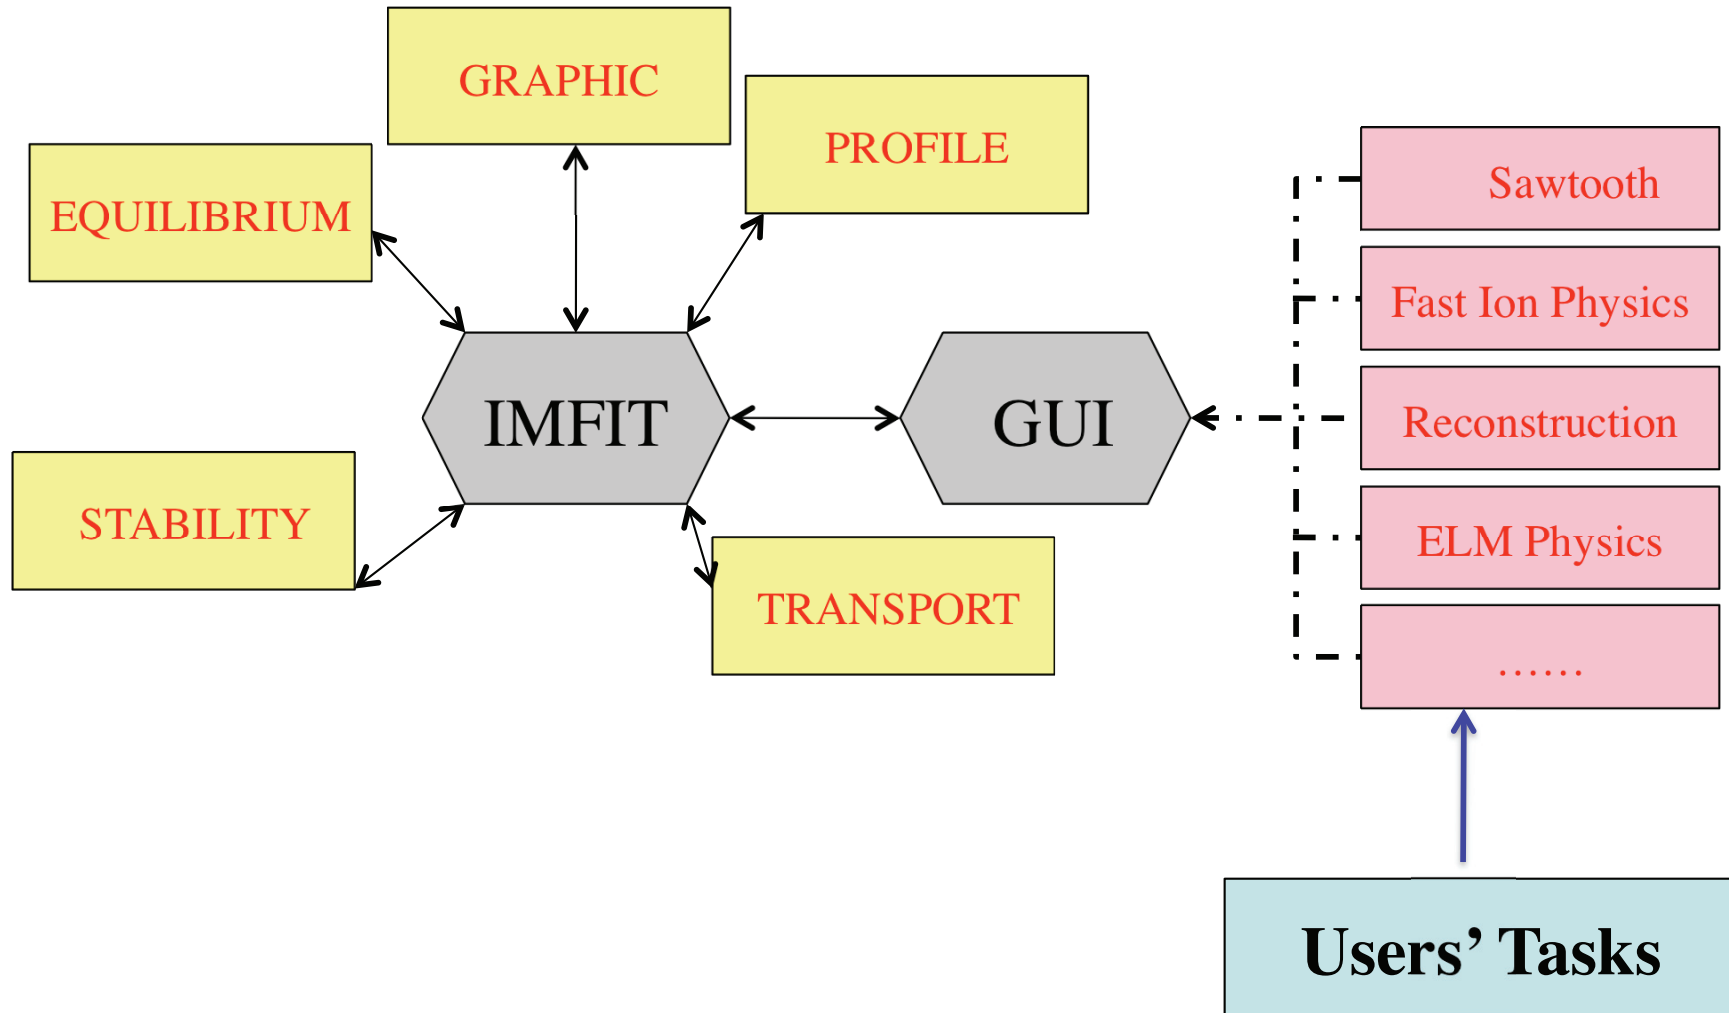 GRAPHIC
PROFILE
EQUILIBRIUM
IMFIT
GUI
STABILITY
TRANSPORT
Sawtooth
Fast Ion Physics
Reconstruction
ELM Physics
......
Users’ Tasks